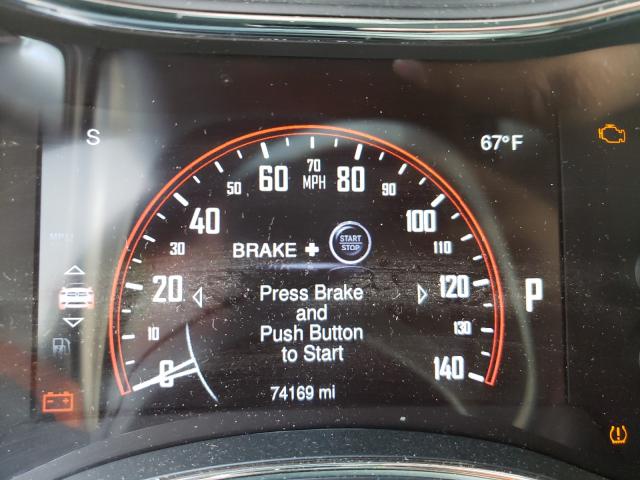 S
67°F
70
MPH
60
80
50
90
40
100
30
110
START
STOP
BRAKE +
20
120
Press Brake
and
Push Button
to Start
P
10
130
0
140
74169 mi